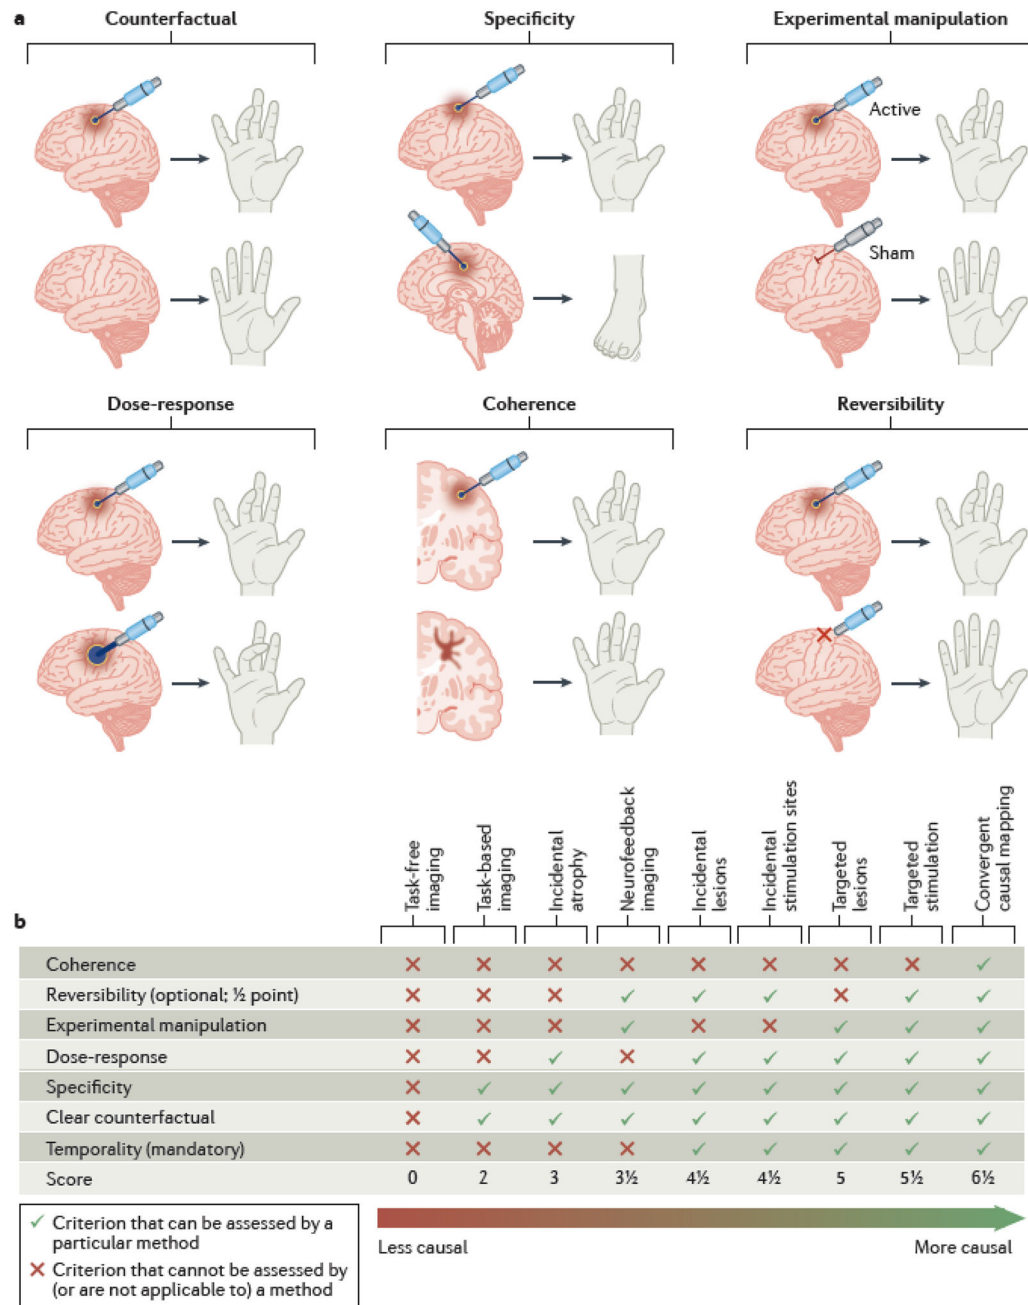 a
Counterfactual
Specificity
Experimental manipulation
Active
Sham
Dose-response
Coherence
Reversibility
b
Task-free
imaging
Task-based
imaging
Incidental
atrophy
Neurofeedback
imaging
Incidental
lesions
Incidental
stimulation sites
Targeted
lesions
Targeted
stimulation
Convergent
causal mapping
Coherence ✕ ✕ ✕ ✕ ✕ ✕ ✕ ✕ ✓
Reversibility (optional; ½ point) ✕ ✕ ✕ ✓ ✓ ✓ ✕ ✓ ✓
Experimental manipulation ✕ ✕ ✕ ✓ ✕ ✕ ✓ ✓ ✓
Dose-response ✕ ✕ ✓ ✕ ✓ ✓ ✓ ✓ ✓
Specificity ✕ ✓ ✓ ✓ ✓ ✓ ✓ ✓ ✓
Clear counterfactual ✕ ✓ ✓ ✓ ✓ ✓ ✓ ✓ ✓
Temporality (mandatory) ✕ ✕ ✕ ✕ ✓ ✓ ✓ ✓ ✓
Score 0 2 3 3½ 4½ 4½ 5 5½ 6½
✓ Criterion that can be assessed by a
particular method
✕ Criterion that cannot be assessed by
(or are not applicable to) a method
Less causal
More causal